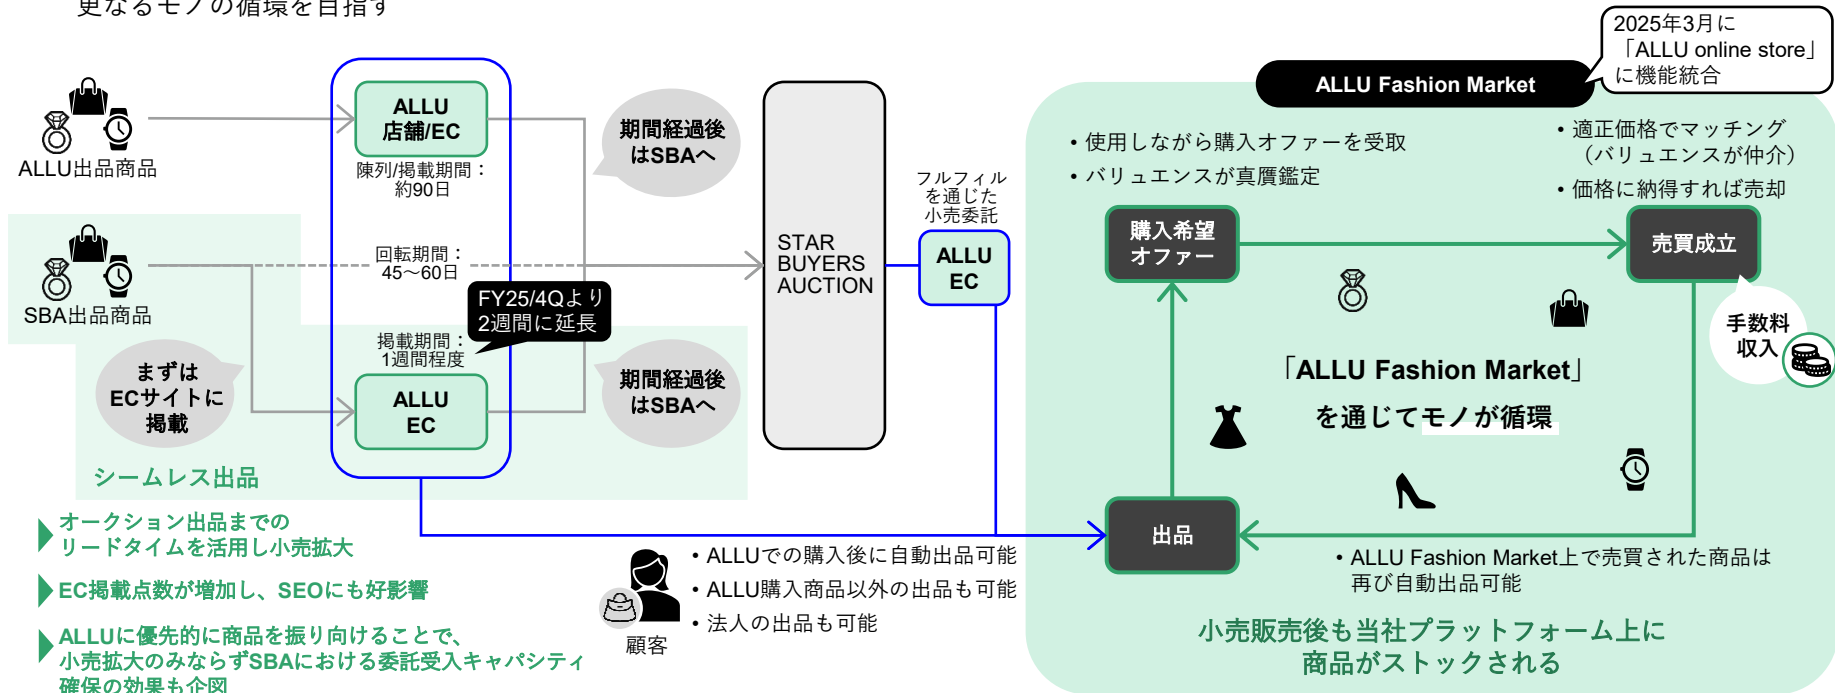 更なるモノの循環を目指す
2025年3月に
「ALLU online store」
に機能統合
ALLU Fashion Market
ALLU
店舗/EC
陳列/掲載期間：
約90日
期間経過後
はSBAへ
ALLU出品商品
フルフィル
を通じた
小売委託
ALLU
EC
STAR
BUYERS
AUCTION
回転期間：
45～60日
SBA出品商品
FY25/4Qより
2週間に延長
掲載期間：
1週間程度
まずは
ECサイトに
掲載
ALLU
EC
期間経過後
はSBAへ
シームレス出品
オークション出品までの
リードタイムを活用し小売拡大
EC掲載点数が増加し、SEOにも好影響
ALLUに優先的に商品を振り向けることで、
小売拡大のみならずSBAにおける委託受入キャパシティ
確保の効果も企図
顧客
• ALLUでの購入後に自動出品可能
• ALLU購入商品以外の出品も可能
• 法人の出品も可能
• 使用しながら購入オファーを受取
• バリュエンスが真贋鑑定
• 適正価格でマッチング
（バリュエンスが仲介）
• 価格に納得すれば売却
購入希望
オファー
売買成立
手数料
収入
「ALLU Fashion Market」
を通じてモノが循環
出品
• ALLU Fashion Market上で売買された商品は
再び自動出品可能
小売販売後も当社プラットフォーム上に
商品がストックされる